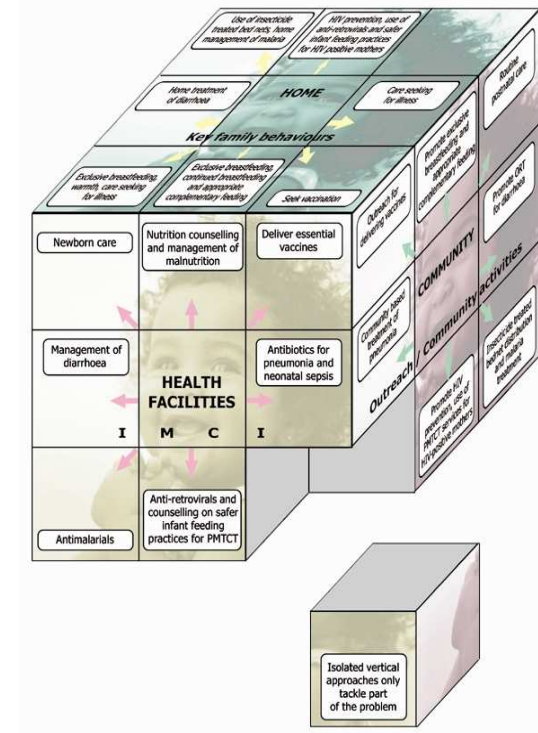 Use of insecticide
treated bed nets, home
management of malaria
HIV prevention, use of
anti-retrovirals and safer
infant feeding practices
for HIV positive mothers
Home treatment
of diarrhoea
HOME
Care seeking
for illness
Key family behaviours
Exclusive breastfeeding,
warmth, care seeking
for illness
Exclusive breastfeeding,
continued breastfeeding
and appropriate
complementary feeding
Seek vaccination
Newborn care
Nutrition counselling
and management of
malnutrition
Deliver essential
vaccines
Management of
diarrhoea
Antibiotics for
pneumonia and
neonatal sepsis
HEALTH
FACILITIES
I M C I
Antimalarials
Anti-retrovirals and
counselling on safer
infant feeding
practices for PMTCT
Outreach for
delivering vaccines
Promote exclusive
breastfeeding and
appropriate
complementary feeding
Routine
postnatal care
Community based
treatment of
pneumonia
COMMUNITY
Promote ORT
for diarrhoea
Outreach / Community activities
Promote HIV
prevention, use of
PMTCT services for
HIV-positive mothers
Insecticide treated
bednet distribution
and malaria
treatment
Isolated vertical
approaches only
tackle part
of the problem